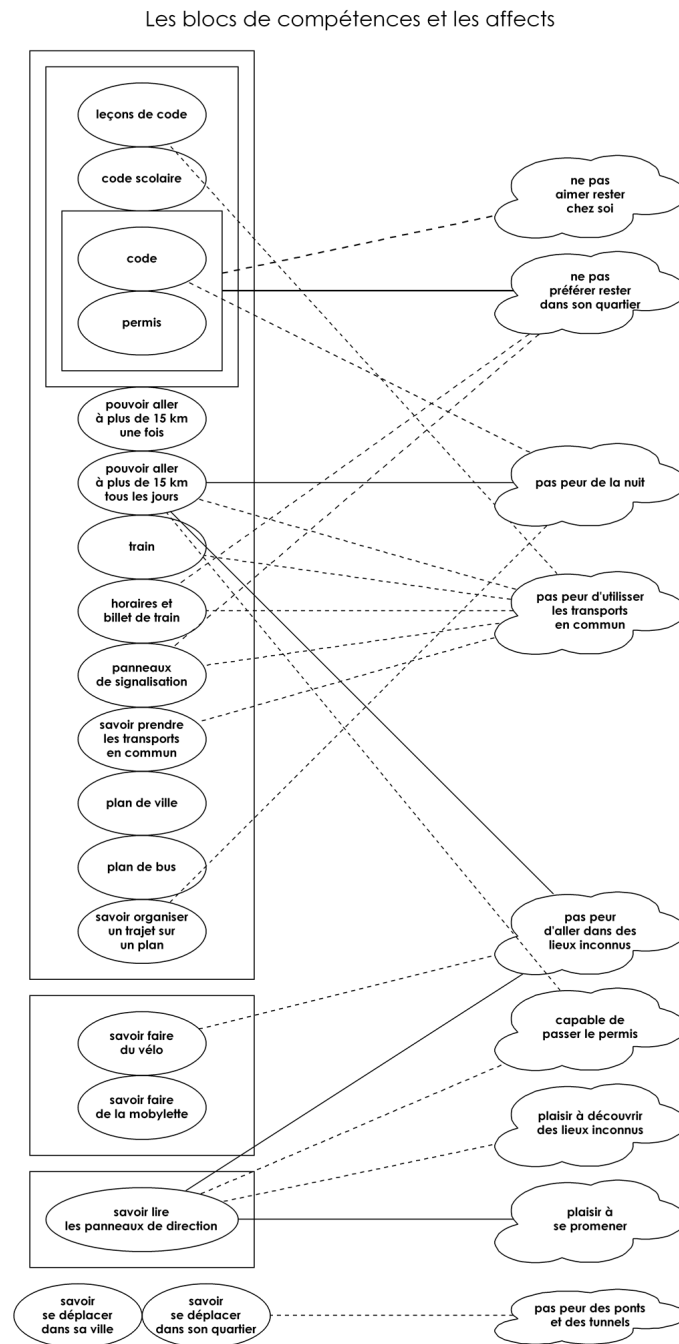 Les blocs de compétences et les affects
leçons de code
code scolaire
code
permis
pouvoir aller
à plus de 15 km
une fois
pouvoir aller
à plus de 15 km
tous les jours
train
horaires et
billet de train
panneaux
de signalisation
savoir prendre
les transports
en commun
plan de ville
plan de bus
savoir organiser
un trajet sur
un plan
savoir faire
du vélo
savoir faire
de la mobylette
savoir lire
les panneaux de direction
savoir
se déplacer
dans sa ville
savoir
se déplacer
dans son quartier
ne pas
aimer rester
chez soi
ne pas
préférer rester
dans son quartier
pas peur de la nuit
pas peur d'utilisser
les transports
en commun
pas peur
d'aller dans des
lieux inconnus
capable de
passer le permis
plaisir à découvrir
des lieux inconnus
plaisir à
se promener
pas peur des ponts
et des tunnels